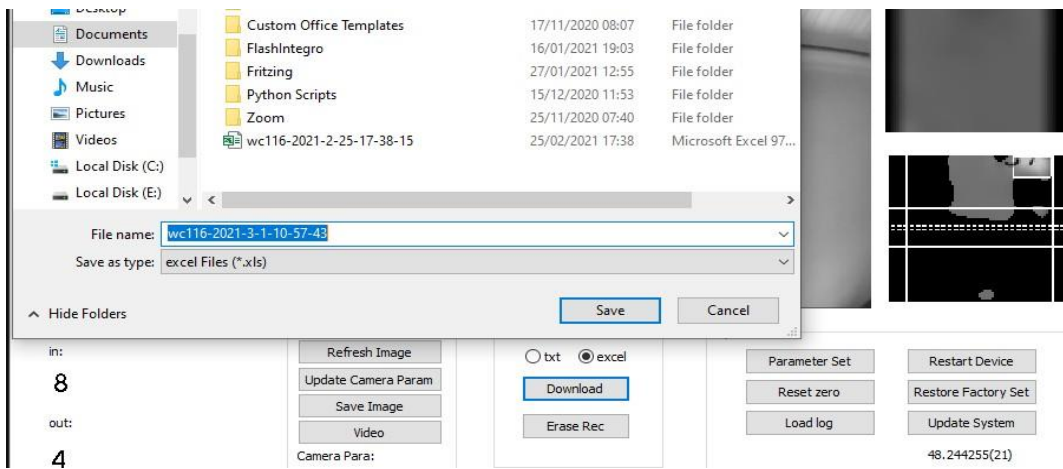 Desktop
Documents
Downloads
Music
Pictures
Videos
Local Disk (C:)
Local Disk (E:)
Custom Office Templates 17/11/2020 08:07 File folder
FlashIntegro 16/01/2021 19:03 File folder
Fritzing 27/01/2021 12:55 File folder
Python Scripts 15/12/2020 11:53 File folder
Zoom 25/11/2020 07:40 File folder
wc116-2021-2-25-17-38-15 25/02/2021 17:38 Microsoft Excel 97...
File name: wc116-2021-3-1-10-57-43
Save as type: excel Files (*.xls)
Hide Folders
Save Cancel
in:
8
out:
4
Refresh Image
Update Camera Param
Save Image
Video
Camera Para:
txt excel
Download
Erase Rec
Parameter Set Restart Device
Reset zero Restore Factory Set
Load log Update System
48.244255(21)